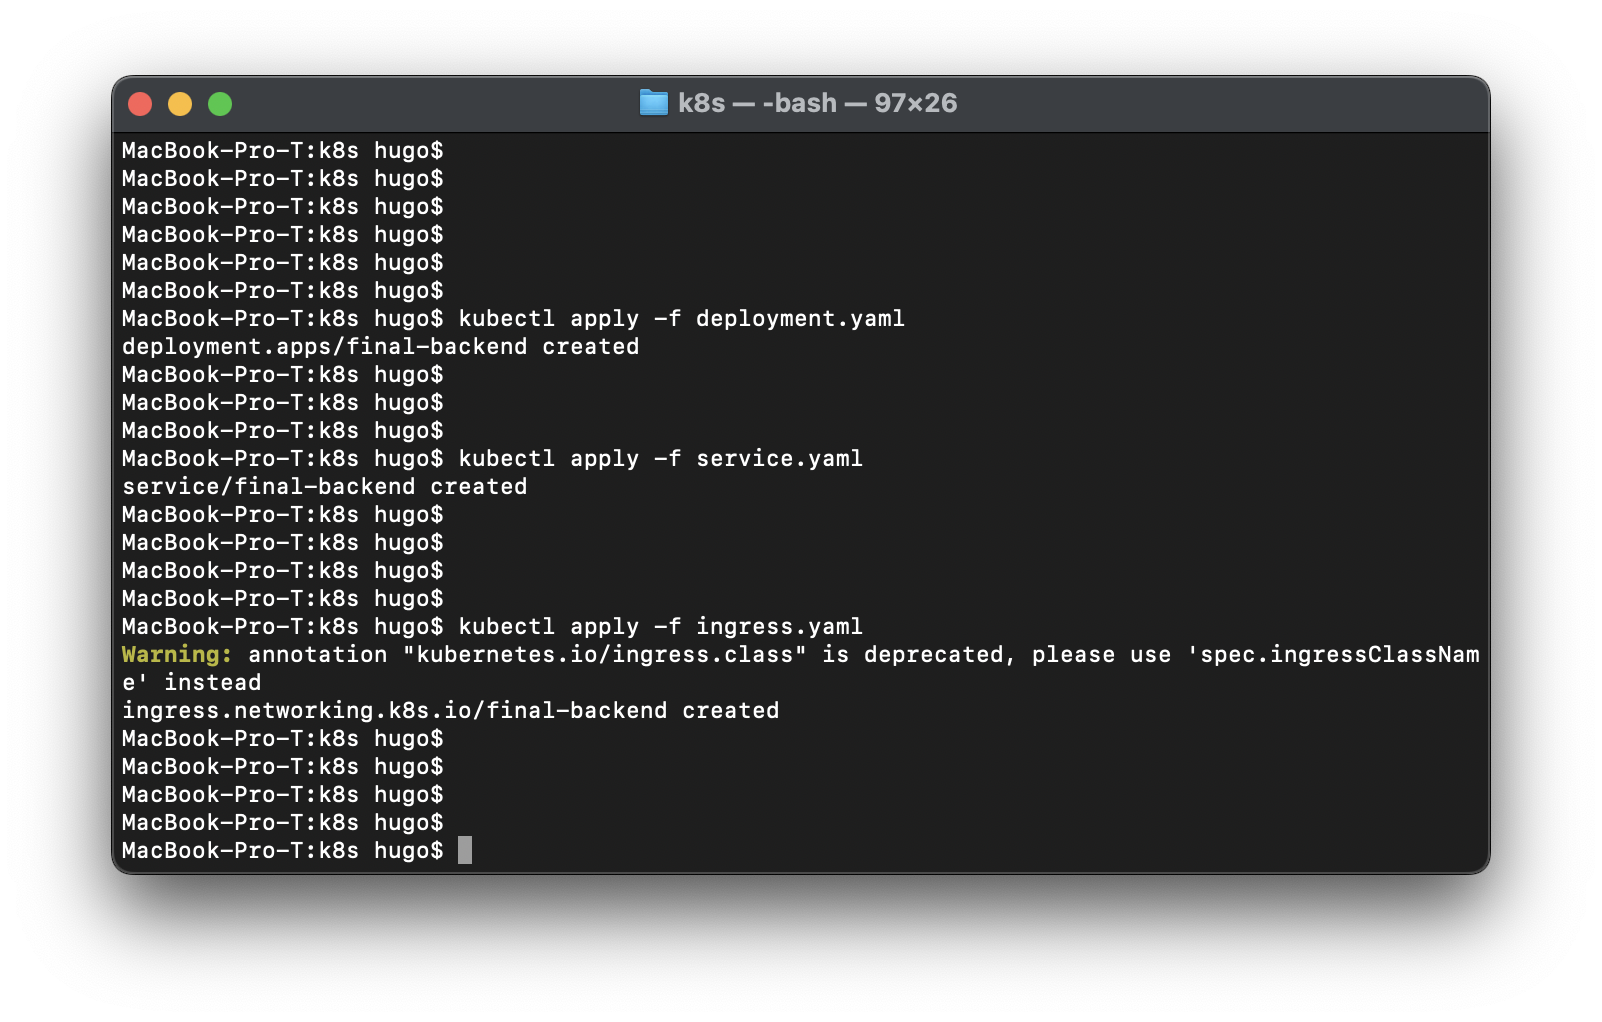 k8s — -bash — 97×26
MacBook-Pro-T:k8s hugo$
MacBook-Pro-T:k8s hugo$
MacBook-Pro-T:k8s hugo$
MacBook-Pro-T:k8s hugo$
MacBook-Pro-T:k8s hugo$
MacBook-Pro-T:k8s hugo$
MacBook-Pro-T:k8s hugo$ kubectl apply -f deployment.yaml
deployment.apps/final-backend created
MacBook-Pro-T:k8s hugo$
MacBook-Pro-T:k8s hugo$
MacBook-Pro-T:k8s hugo$
MacBook-Pro-T:k8s hugo$ kubectl apply -f service.yaml
service/final-backend created
MacBook-Pro-T:k8s hugo$
MacBook-Pro-T:k8s hugo$
MacBook-Pro-T:k8s hugo$
MacBook-Pro-T:k8s hugo$
MacBook-Pro-T:k8s hugo$ kubectl apply -f ingress.yaml
Warning: annotation "kubernetes.io/ingress.class" is deprecated, please use 'spec.ingressClassNam
e' instead
ingress.networking.k8s.io/final-backend created
MacBook-Pro-T:k8s hugo$
MacBook-Pro-T:k8s hugo$
MacBook-Pro-T:k8s hugo$
MacBook-Pro-T:k8s hugo$
MacBook-Pro-T:k8s hugo$